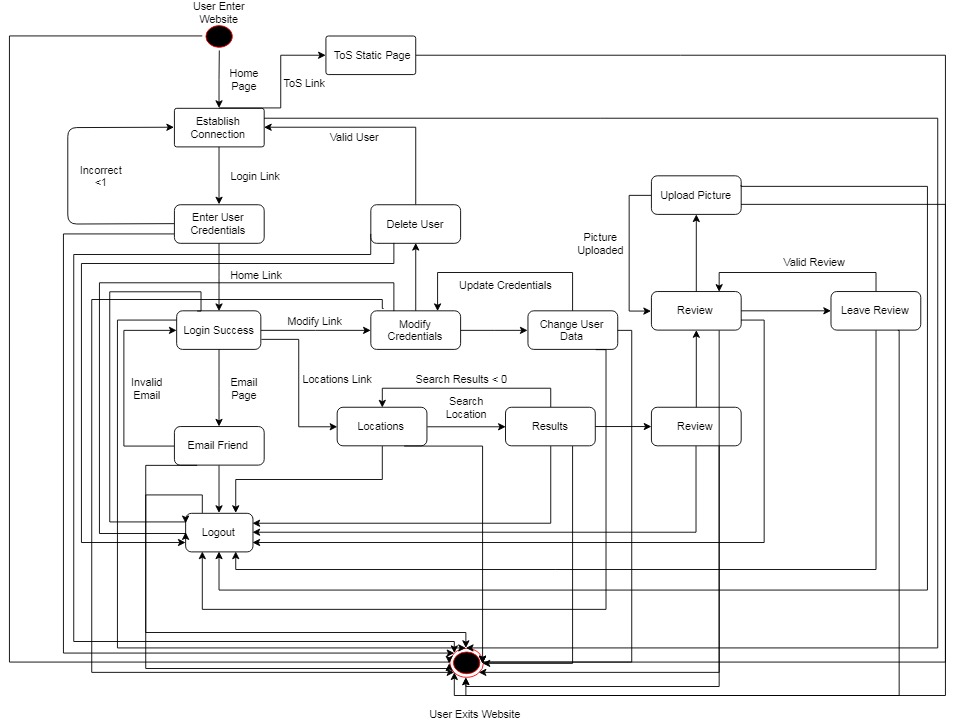 User Enter
Website
ToS Static Page
Home
Page
ToS Link
Establish
Connection
Valid User
Incorrect
<1
Login Link
Upload Picture
Enter User
Credentials
Delete User
Picture
Uploaded
Valid Review
Home Link
Update Credentials
Login Success
Modify Link
Modify
Credentials
Change User
Data
Review
Leave Review
Invalid
Email
Email
Page
Locations Link
Search Results < 0
Search
Location
Locations
Results
Review
Email Friend
Logout
User Exits Website